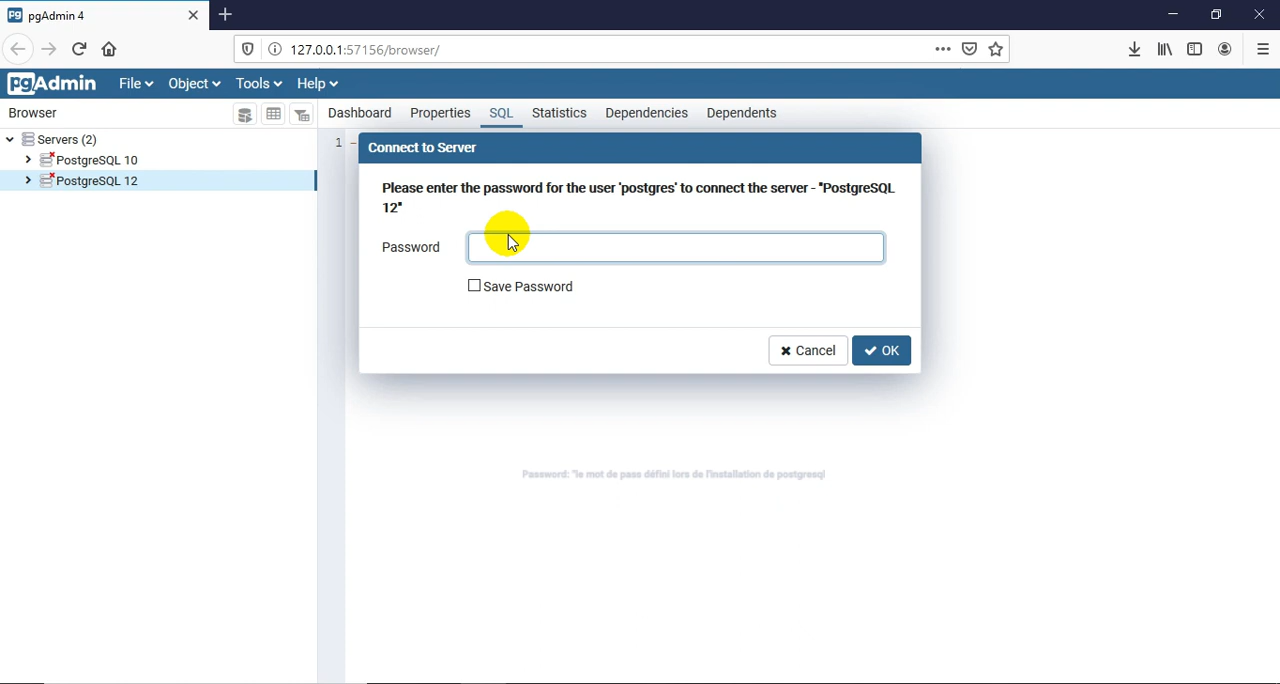 pgAdmin 4
127.0.0.1:57156/browser/
pgAdmin File Object Tools Help
Browser
Dashboard Properties SQL Statistics Dependencies Dependents
Servers (2)
PostgreSQL 10
PostgreSQL 12
1 -
Connect to Server
Please enter the password for the user 'postgres' to connect the server - "PostgreSQL
12"
Password
Save Password
Cancel OK
Password: "le mot de pass défini lors de l'installation de postgresql